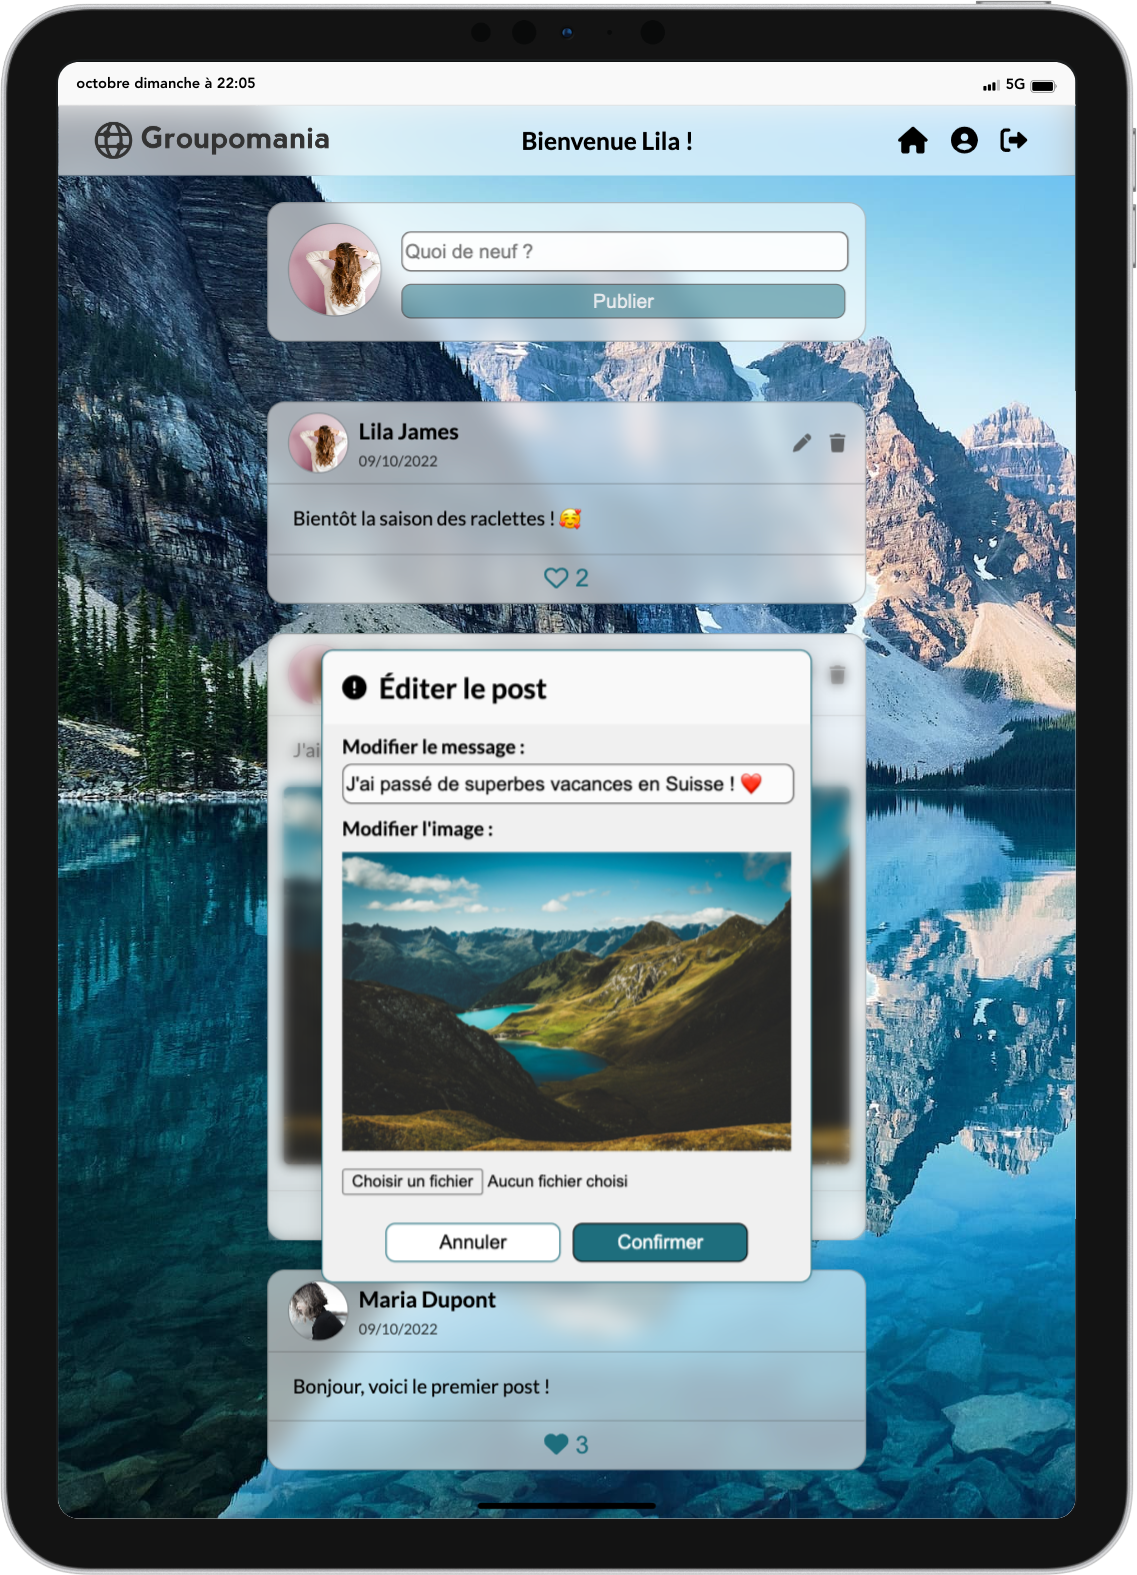 octobre dimanche à 22:05
5G
Groupomania
Bienvenue Lila !
Quoi de neuf ?
Publier
Lila James
09/10/2022
Bientôt la saison des raclettes ! 🥰
2
Éditer le post
J'ai
Modifier le message :
J'ai passé de superbes vacances en Suisse ! ❤️
Modifier l'image :
Choisir un fichier Aucun fichier choisi
Annuler
Confirmer
Maria Dupont
09/10/2022
Bonjour, voici le premier post !
3